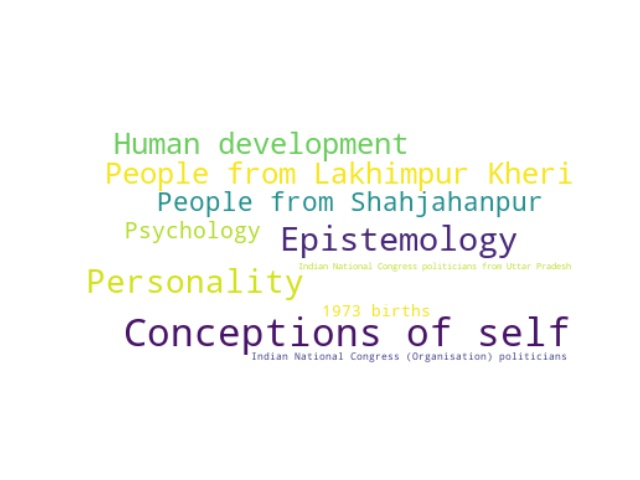 Human development
People from Lakhimpur Kheri
People from Shahjahanpur
Psychology
Epistemology
Indian National Congress politicians from Uttar Pradesh
Personality
1973 births
Conceptions of self
Indian National Congress (Organisation) politicians